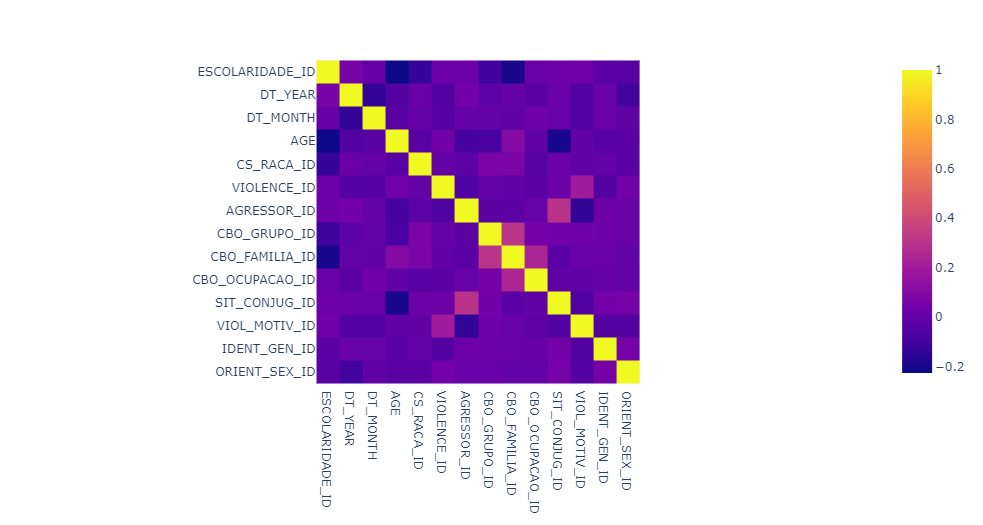 ESCOLARIDADE_ID
DT_YEAR
DT_MONTH
AGE
CS_RACA_ID
VIOLENCE_ID
AGRESSOR_ID
CBO_GRUPO_ID
CBO_FAMILIA_ID
CBO_OCUPACAO_ID
SIT_CONJUG_ID
VIOL_MOTIV_ID
IDENT_GEN_ID
ORIENT_SEX_ID
ESCOLARIDADE_ID
DT_YEAR
DT_MONTH
AGE
CS_RACA_ID
VIOLENCE_ID
AGRESSOR_ID
CBO_GRUPO_ID
CBO_FAMILIA_ID
CBO_OCUPACAO_ID
SIT_CONJUG_ID
VIOL_MOTIV_ID
IDENT_GEN_ID
ORIENT_SEX_ID
1
0.8
0.6
0.4
0.2
0
−0.2